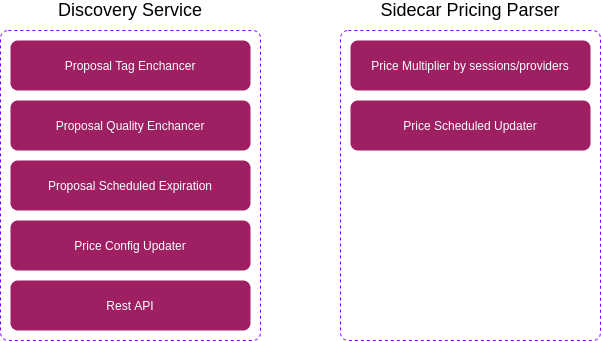 Discovery Service
Proposal Tag Enchancer
Proposal Quality Enchancer
Proposal Scheduled Expiration
Price Config Updater
Rest API
Sidecar Pricing Parser
Price Multiplier by sessions/providers
Price Scheduled Updater